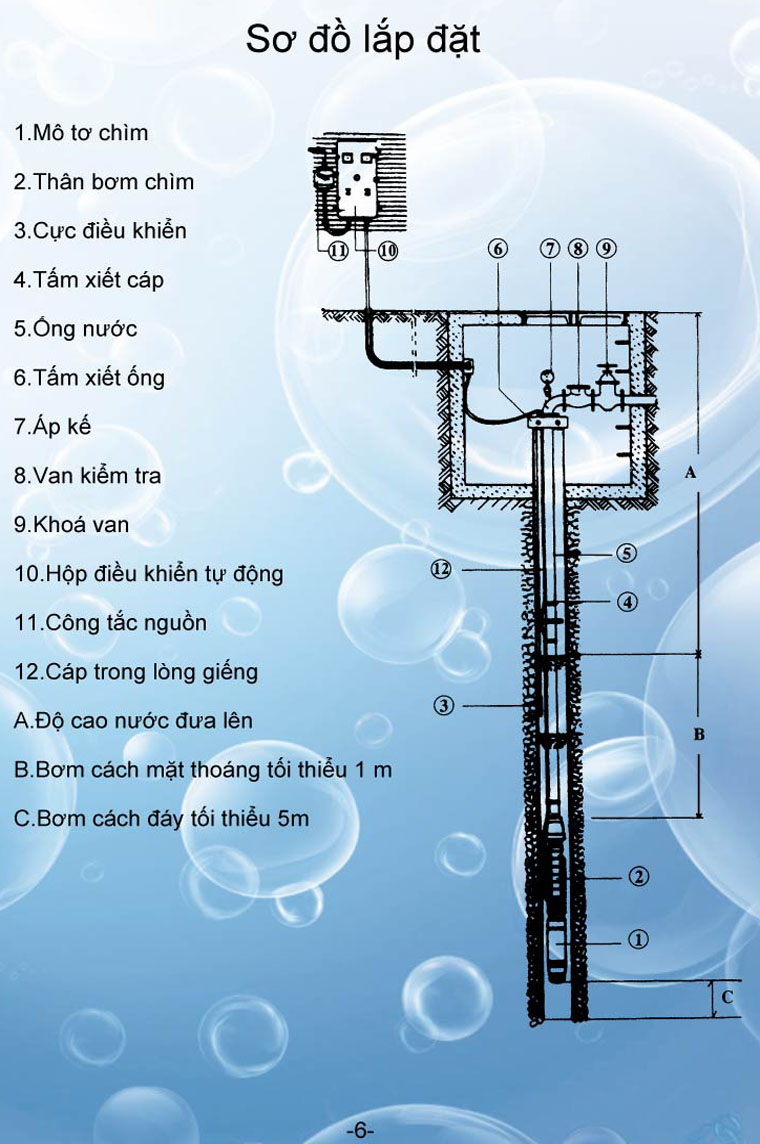 Sơ đồ lắp đặt
1.Mô tơ chìm
2.Thân bơm chìm
3.Cực điều khiển
4.Tấm xiết cáp
5.Ống nước
6.Tấm xiết ống
7.Áp kế
8.Van kiểm tra
9.Khoá van
10.Hộp điều khiển tự động
11.Công tắc nguồn
12.Cáp trong lòng giếng
A.Độ cao nước đưa lên
B.Bơm cách mặt thoáng tối thiểu 1 m
C.Bơm cách đáy tối thiểu 5m
11 10 6 7 8 9
A
5
12
4
3
B
2
1
C
-6-